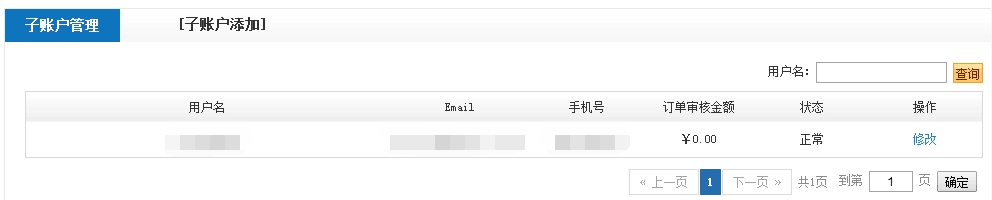 子账户管理 [子账户添加]
用户名: 查询
用户名 Email 手机号 订单审核金额 状态 操作
¥0.00 正常 修改
« 上一页 1 下一页 » 共1页 到第 1 页 确定